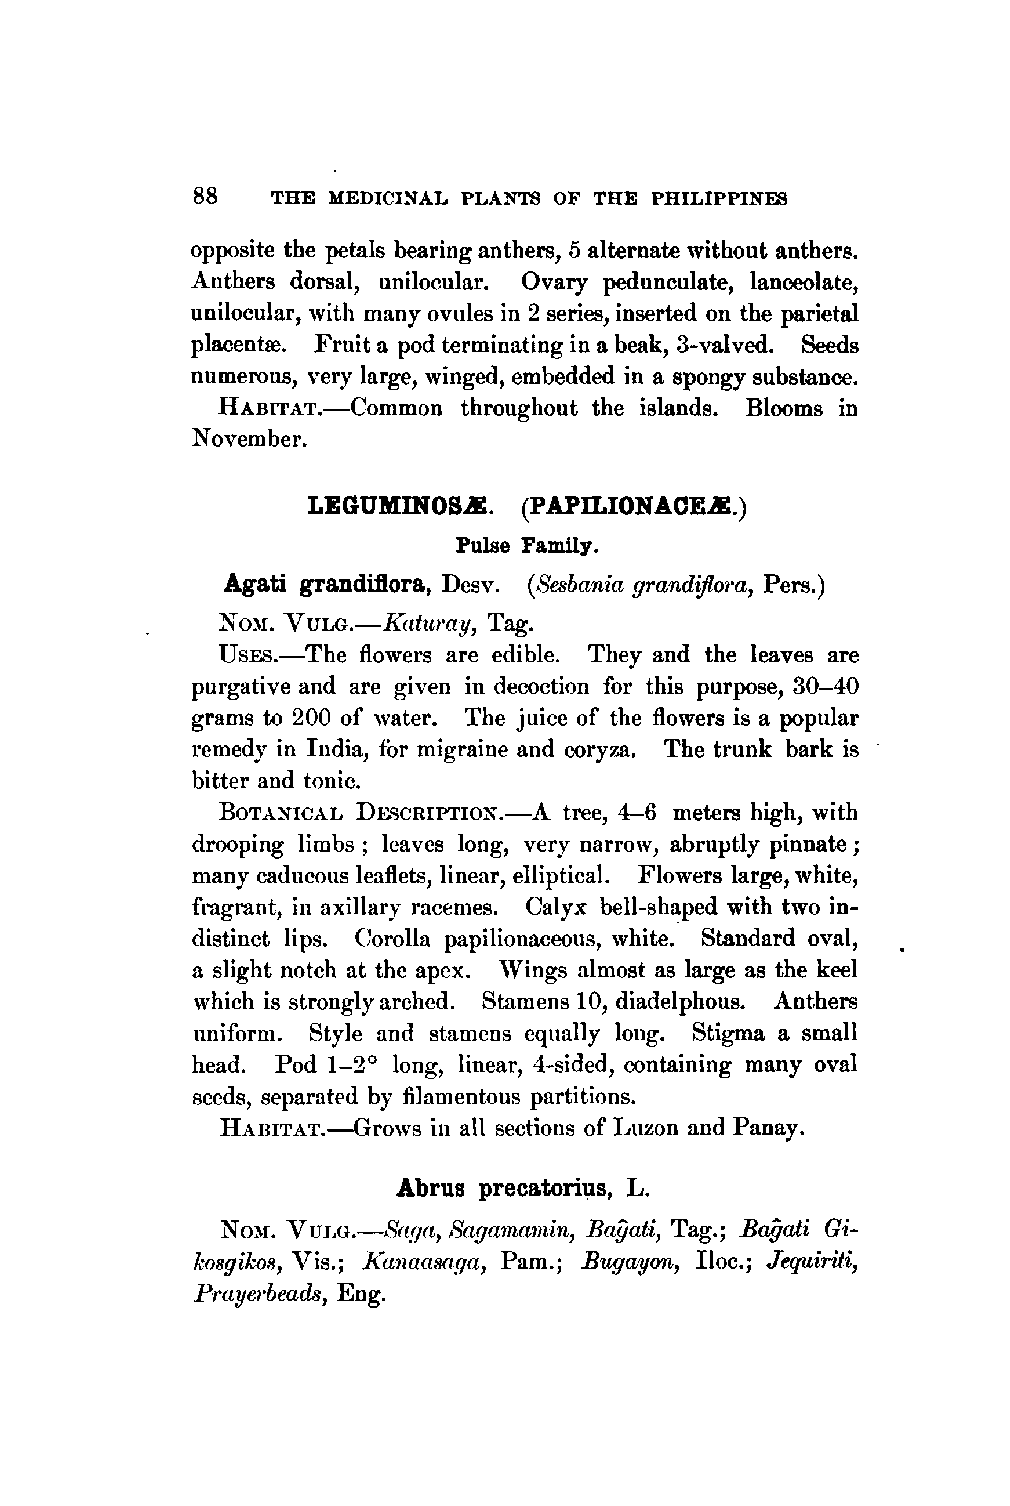 88 THE MEDICINAL PLANTS OF THE PHILIPPINES
opposite the petals bearing anthers, 5 alternate without anthers.
Anthers dorsal, unilocular. Ovary pedunculate, lanceolate,
unilocular, with many ovules in 2 series, inserted on the parietal
placentæ. Fruit a pod terminating in a beak, 3-valved. Seeds
numerous, very large, winged, embedded in a spongy substance.
HABITAT.—Common throughout the islands. Blooms in
November.
LEGUMINOSÆ. (PAPILIONACEÆ.)
Pulse Family.
Agati grandiflora, Desv. (Sesbania grandiflora, Pers.)
NOM. VULG.—Katuray, Tag.
USES.—The flowers are edible. They and the leaves are
purgative and are given in decoction for this purpose, 30–40
grams to 200 of water. The juice of the flowers is a popular
remedy in India, for migraine and coryza. The trunk bark is
bitter and tonic.
BOTANICAL DESCRIPTION.—A tree, 4–6 meters high, with
drooping limbs; leaves long, very narrow, abruptly pinnate;
many caducous leaflets, linear, elliptical. Flowers large, white,
fragrant, in axillary racemes. Calyx bell-shaped with two in-
distinct lips. Corolla papilionaceous, white. Standard oval,
a slight notch at the apex. Wings almost as large as the keel
which is strongly arched. Stamens 10, diadelphous. Anthers
uniform. Style and stamens equally long. Stigma a small
head. Pod 1–2° long, linear, 4-sided, containing many oval
seeds, separated by filamentous partitions.
HABITAT.—Grows in all sections of Luzon and Panay.
Abrus precatorius, L.
NOM. VULG.—Saga, Sagamamin, Bag̃ati, Tag.; Bag̃ati Gi-
kosgikos, Vis.; Kanaasaga, Pam.; Bugayon, Iloc.; Jequiriti,
Prayerbeads, Eng.